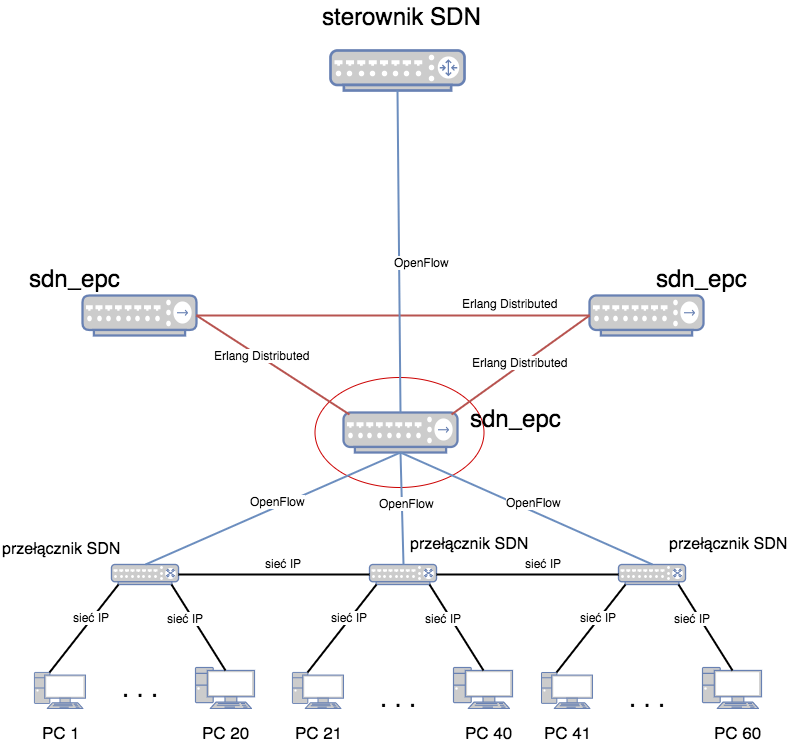 sterownik SDN
OpenFlow
sdn_epc
sdn_epc
Erlang Distributed
Erlang Distributed
Erlang Distributed
sdn_epc
OpenFlow
OpenFlow
OpenFlow
przełącznik SDN
przełącznik SDN
przełącznik SDN
sieć IP
sieć IP
sieć IP
sieć IP
sieć IP
sieć IP
sieć IP
sieć IP
. . .
. . .
. . .
PC 1
PC 20
PC 21
PC 40
PC 41
PC 60